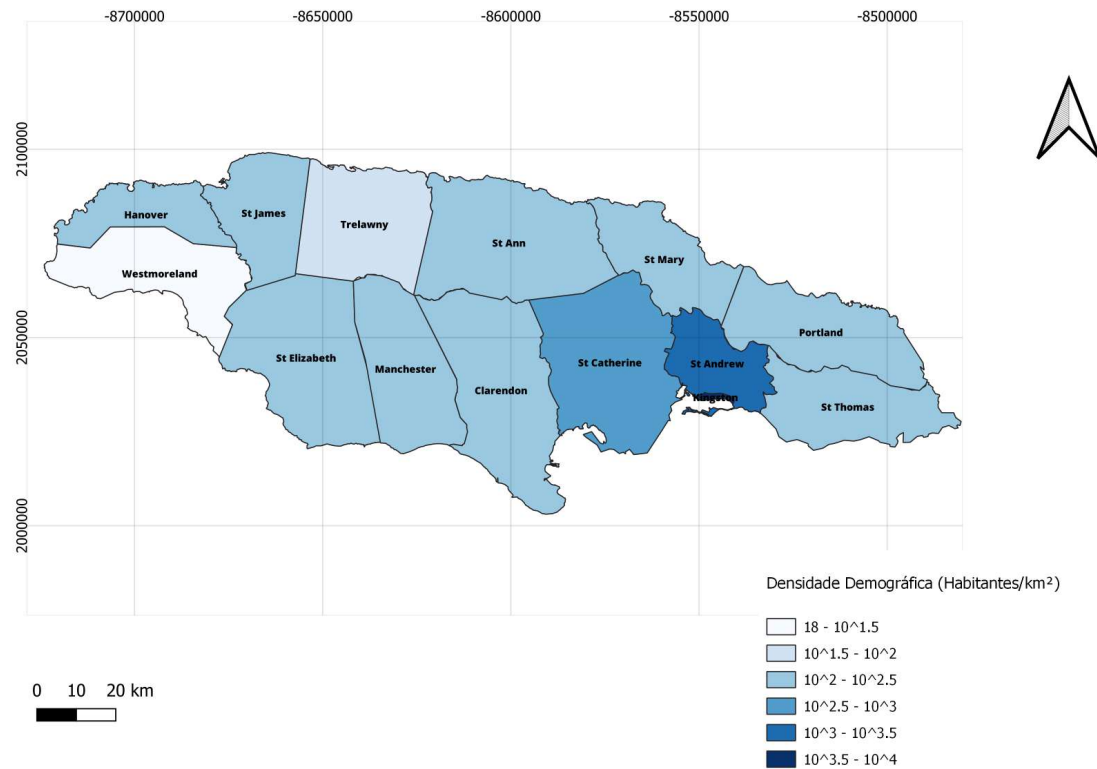 -8700000 -8650000 -8600000 -8550000 -8500000
2100000
2050000
2000000
Hanover
St James
Trelawny
St Ann
St Mary
Westmoreland
Portland
St Elizabeth
Manchester
Clarendon
St Catherine
St Andrew
Kingston
St Thomas
Densidade Demográfica (Habitantes/km²)
18 - 10^1.5
10^1.5 - 10^2
10^2 - 10^2.5
10^2.5 - 10^3
10^3 - 10^3.5
10^3.5 - 10^4
0 10 20 km